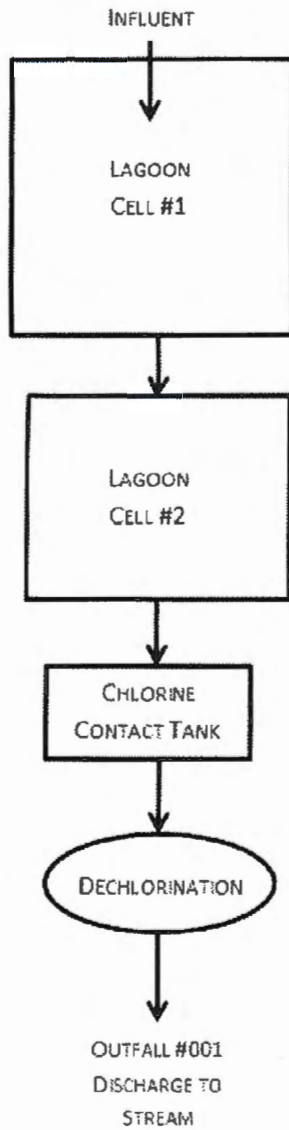 INFLUENT
LAGOON
CELL #1
LAGOON
CELL #2
CHLORINE
CONTACT TANK
DECHLORINATION
OUTFALL #001
DISCHARGE TO
STREAM